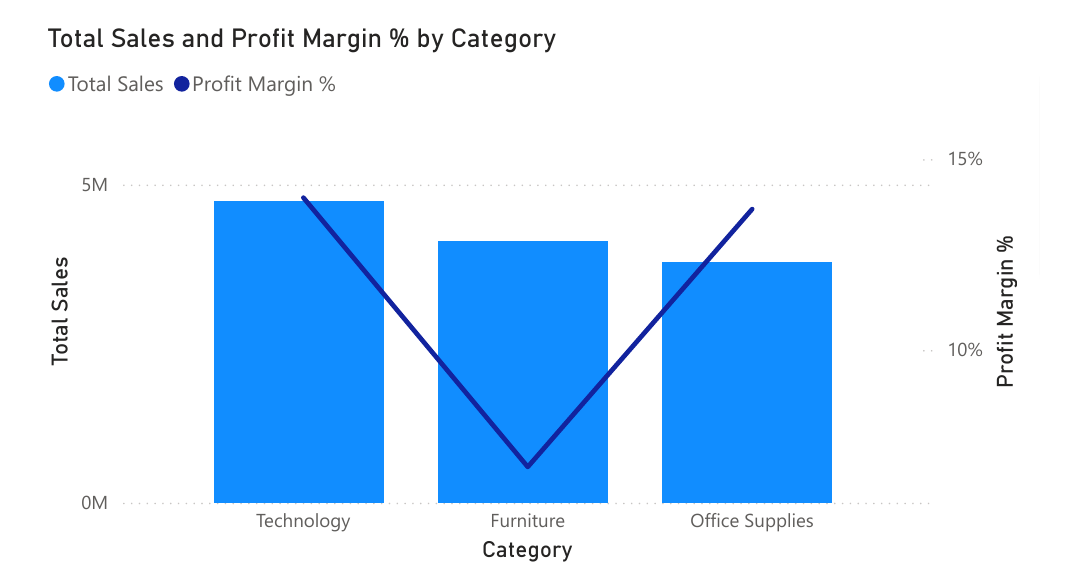 Total Sales and Profit Margin % by Category
Total Sales Profit Margin %
15%
5M
Total Sales
Profit Margin %
10%
0M
Technology Furniture Office Supplies
Category